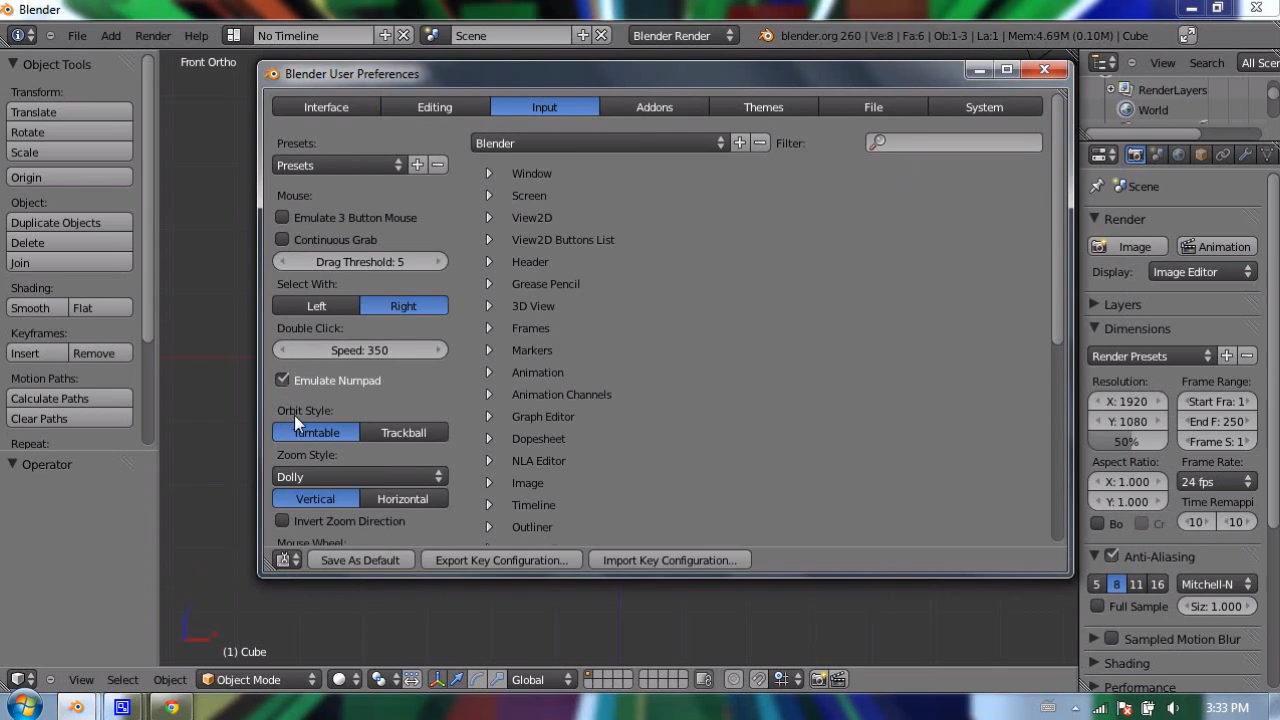 Blender
File Add Render Help No Timeline Scene Blender Render blender.org 260 | Ve:8 | Fa:6 | Ob:1-3 | La:1 | Mem:4.69M (0.10M) | Cube
Object Tools
Transform:
Translate
Rotate
Scale
Origin
Object:
Duplicate Objects
Delete
Join
Shading:
Smooth Flat
Keyframes:
Insert Remove
Motion Paths:
Calculate Paths
Clear Paths
Repeat:
Operator
Front Ortho
Blender User Preferences
Interface Editing Input Addons Themes File System
Presets:
Presets
Mouse:
Emulate 3 Button Mouse
Continuous Grab
Drag Threshold: 5
Select With:
Left Right
Double Click:
Speed: 350
Emulate Numpad
Orbit Style:
Turntable Trackball
Zoom Style:
Dolly
Vertical Horizontal
Invert Zoom Direction
Mouse Wheel:
Blender Filter:
Window
Screen
View2D
View2D Buttons List
Header
Grease Pencil
3D View
Frames
Markers
Animation
Animation Channels
Graph Editor
Dopesheet
NLA Editor
Image
Timeline
Outliner
Save As Default Export Key Configuration... Import Key Configuration...
View Search All Scen
RenderLayers
World
Scene
Render
Image Animation
Display: Image Editor
Layers
Dimensions
Render Presets
Resolution: Frame Range:
X: 1920 Start Fra: 1
Y: 1080 End F: 250
50% Frame S: 1
Aspect Ratio: Frame Rate:
X: 1.000 24 fps
Y: 1.000 Time Remappi
10 10
Bo Cr
Anti-Aliasing
5 8 11 16 Mitchell-N
Full Sample Siz: 1.000
Sampled Motion Blur
Shading
Performance
(1) Cube
View Select Object Object Mode Global
3:33 PM